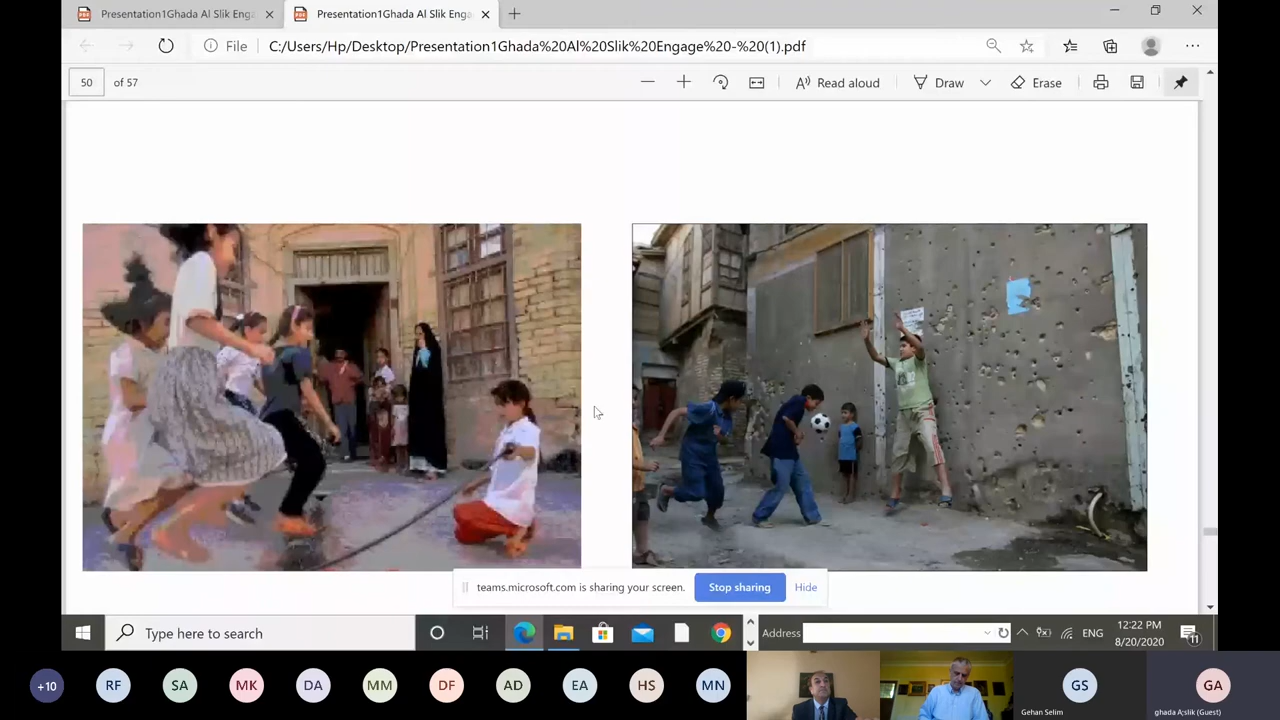 Presentation1Ghada Al Slik Enga
Presentation1Ghada Al Slik Enga
File
C:/Users/Hp/Desktop/Presentation1Ghada%20Al%20Slik%20Engage%20-%20(1).pdf
50 of 57
Read aloud
Draw
Erase
teams.microsoft.com is sharing your screen.
Stop sharing
Hide
Type here to search
Address
ENG
12:22 PM
8/20/2020
11
+10
RF
SA
MK
DA
MM
DF
AD
EA
HS
MN
GS
Gehan Selim
GA
ghada A;slik (Guest)